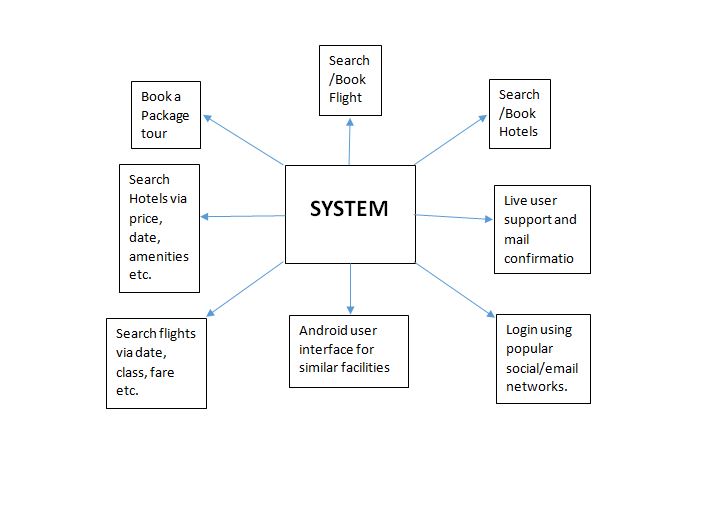 Search
/Book
Flight
Book a
Package
tour
Search
/Book
Hotels
Search
Hotels via
price,
date,
amenities
etc.
SYSTEM
Live user
support and
mail
confirmatio
Search flights
via date,
class, fare
etc.
Android user
interface for
similar facilities
Login using
popular
social/email
networks.